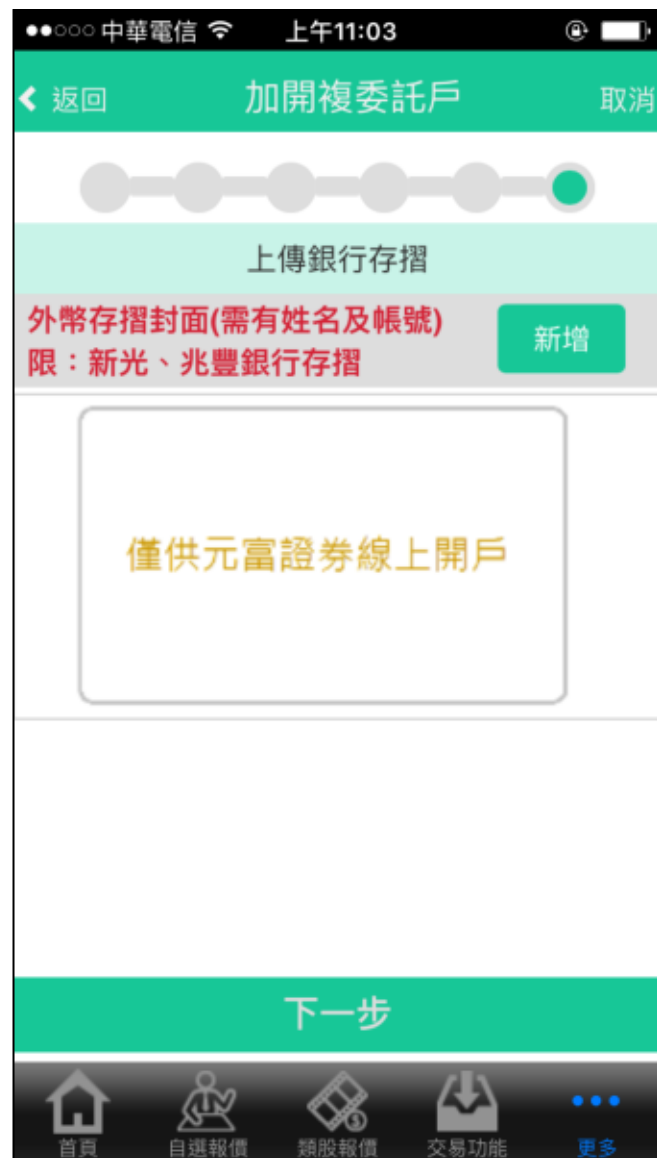 中華電信 上午11:03
返回 加開複委託戶 取消
上傳銀行存摺
外幣存摺封面(需有姓名及帳號)
限：新光、兆豐銀行存摺
新增
僅供元富證券線上開戶
下一步
首頁 自選報價 類股報價 交易功能 更多